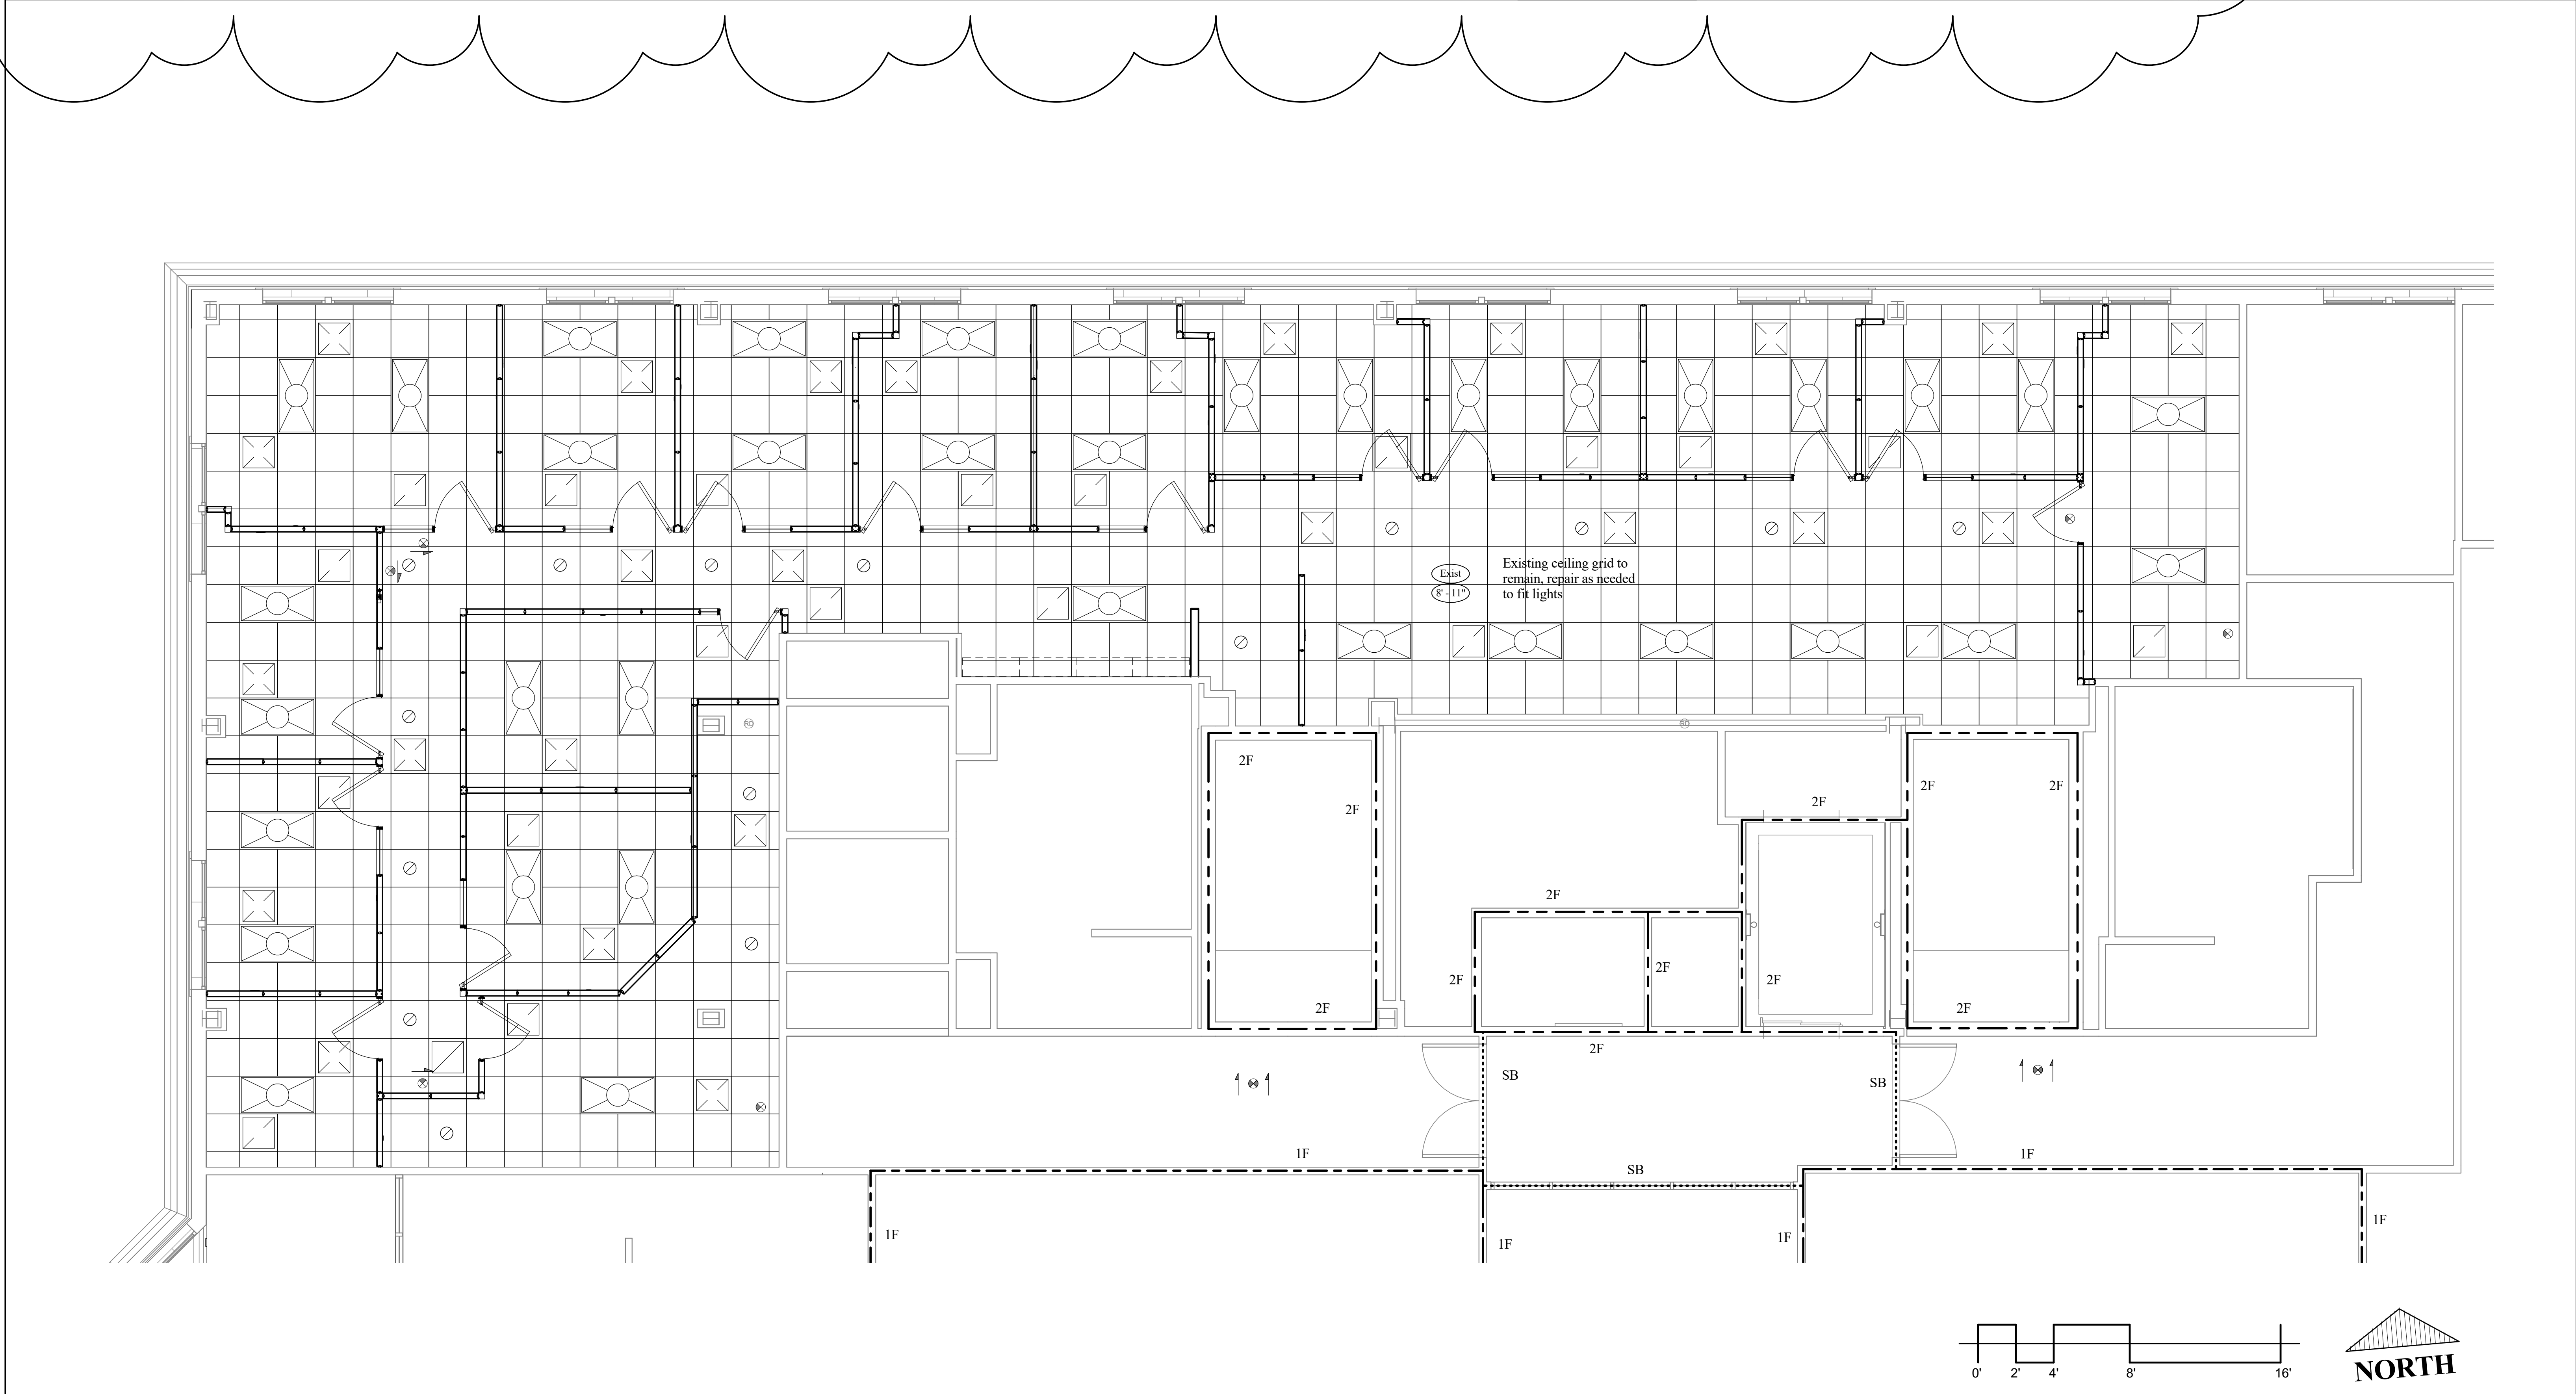 Exist
8' - 11"
Existing ceiling grid to
remain, repair as needed
to fit lights
RD
RD
2F
2F
2F
2F
2F
2F
2F
2F
2F
2F
2F
2F
2F
SB
SB
SB
1F
1F
1F
1F
1F
1F
0'
2'
4'
8'
16'
NORTH